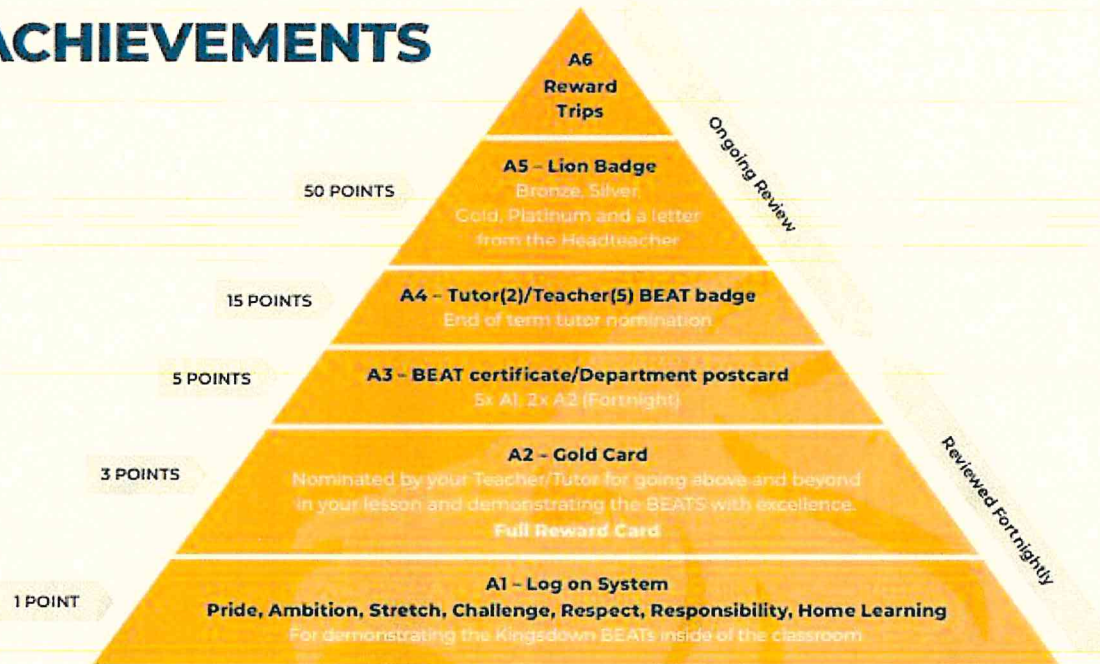 ACHIEVEMENTS
A6
Reward
Trips
Ongoing Review
50 POINTS
A5 – Lion Badge
Bronze, Silver,
Gold, Platinum and a letter
from the Headteacher
15 POINTS
A4 – Tutor(2)/Teacher(5) BEAT badge
End of term tutor nomination
5 POINTS
A3 – BEAT certificate/Department postcard
5x A1, 2x A2 (Fortnight)
Reviewed Fortnightly
3 POINTS
A2 – Gold Card
Nominated by your Teacher/Tutor for going above and beyond
in your lesson and demonstrating the BEATS with excellence.
Full Reward Card
1 POINT
A1 – Log on System
Pride, Ambition, Stretch, Challenge, Respect, Responsibility, Home Learning
For demonstrating the Kingsdown BEATs inside of the classroom